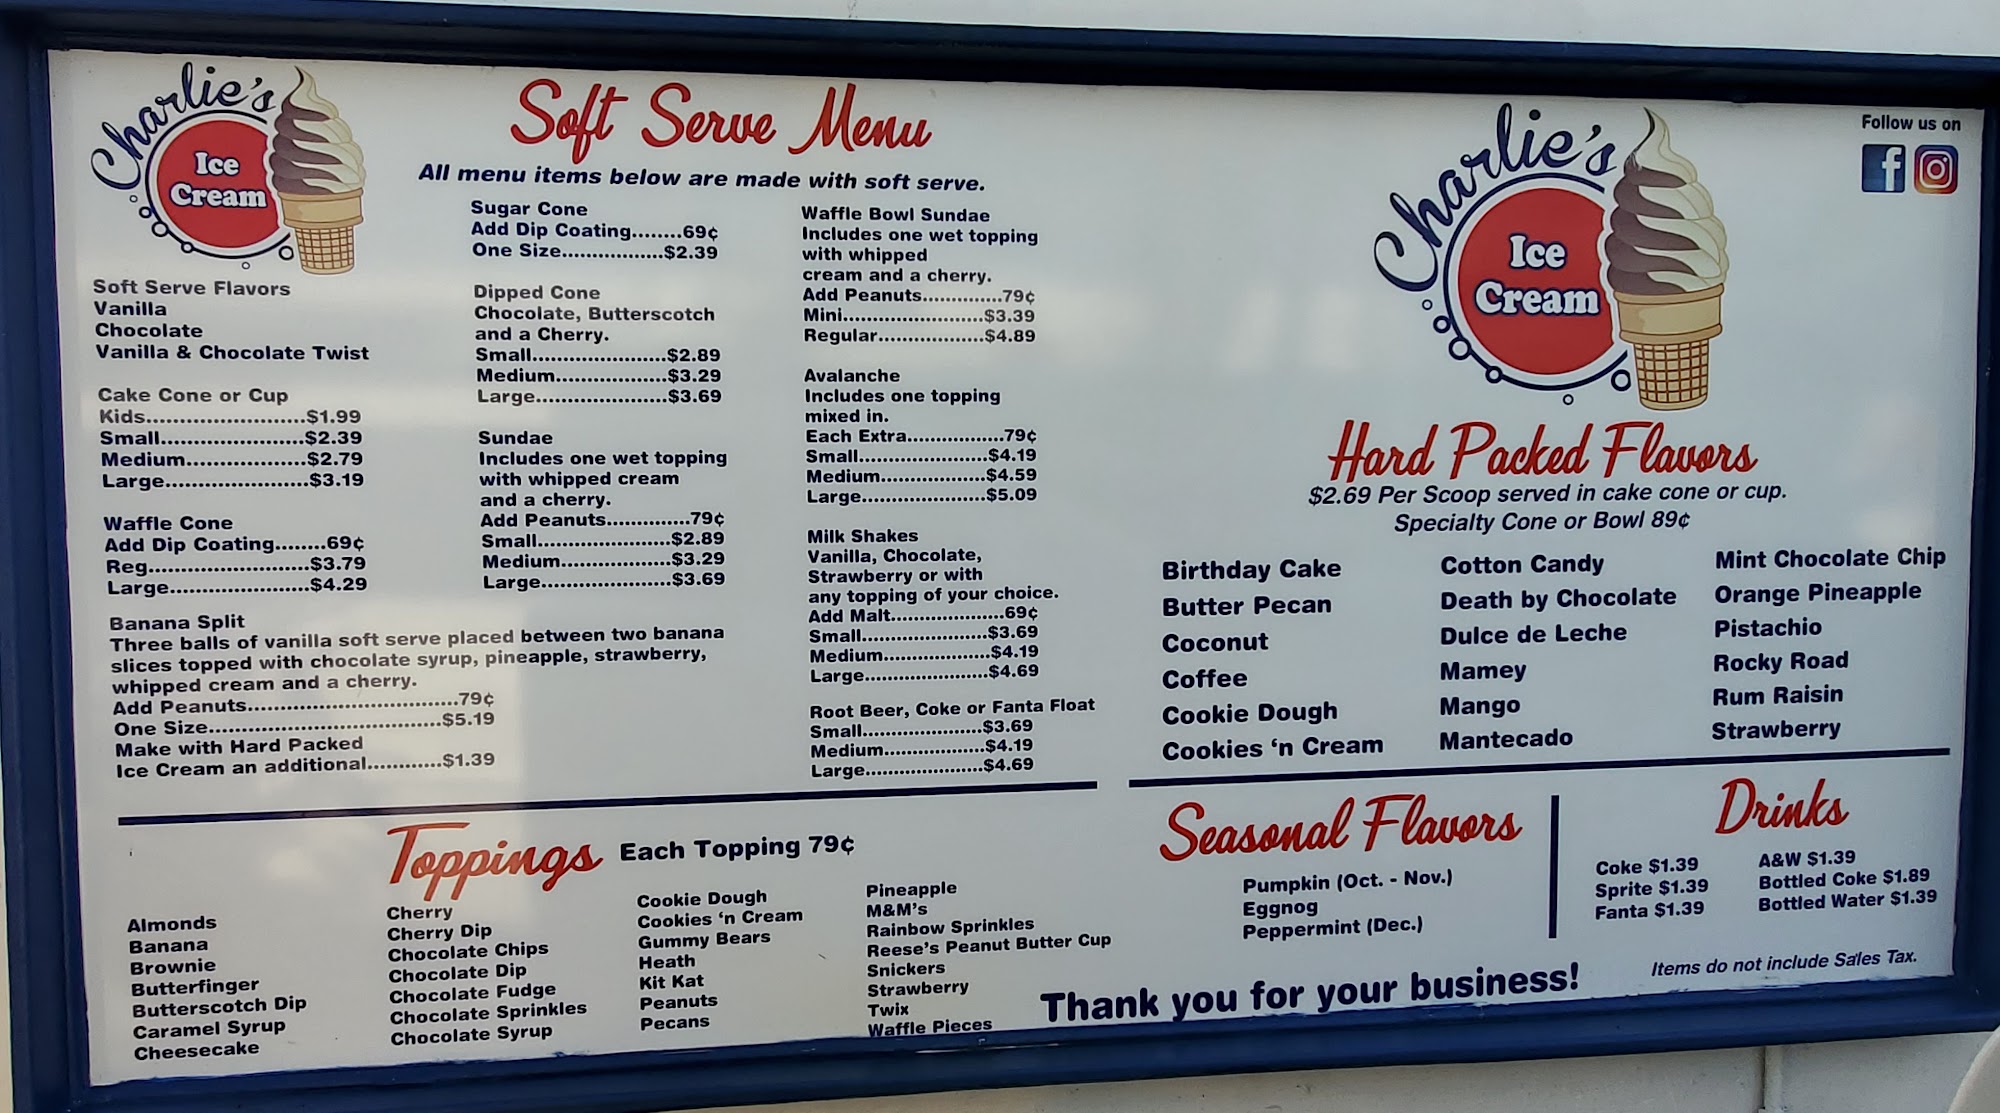 Charlie's
Ice
Cream
Soft Serve Menu
All menu items below are made with soft serve.
Soft Serve Flavors
Vanilla
Chocolate
Vanilla & Chocolate Twist
Cake Cone or Cup
Kids........................$1.99
Small......................$2.39
Medium..................$2.79
Large.....................$3.19
Waffle Cone
Add Dip Coating........69¢
Reg........................$3.79
Large.....................$4.29
Sugar Cone
Add Dip Coating........69¢
One Size.................$2.39
Dipped Cone
Chocolate, Butterscotch
and a Cherry.
Small.....................$2.89
Medium.................$3.29
Large....................$3.69
Sundae
Includes one wet topping
with whipped cream
and a cherry.
Add Peanuts..............79¢
Small.....................$2.89
Medium.................$3.29
Large....................$3.69
Banana Split
Three balls of vanilla soft serve placed between two banana
slices topped with chocolate syrup, pineapple, strawberry,
whipped cream and a cherry.
Add Peanuts.................................79¢
One Size....................................$5.19
Make with Hard Packed
Ice Cream an additional............$1.39
Waffle Bowl Sundae
Includes one wet topping
with whipped
cream and a cherry.
Add Peanuts..............79¢
Mini.........................$3.39
Regular...................$4.89
Avalanche
Includes one topping
mixed in.
Each Extra.................79¢
Small.......................$4.19
Medium...................$4.59
Large......................$5.09
Milk Shakes
Vanilla, Chocolate,
Strawberry or with
any topping of your choice.
Add Malt....................69¢
Small.......................$3.69
Medium...................$4.19
Large......................$4.69
Root Beer, Coke or Fanta Float
Small.....................$3.69
Medium..................$4.19
Large.....................$4.69
Toppings Each Topping 79¢
Almonds
Banana
Brownie
Butterfinger
Butterscotch Dip
Caramel Syrup
Cheesecake
Cherry
Cherry Dip
Chocolate Chips
Chocolate Dip
Chocolate Fudge
Chocolate Sprinkles
Chocolate Syrup
Cookie Dough
Cookies 'n Cream
Gummy Bears
Heath
Kit Kat
Peanuts
Pecans
Pineapple
M&M's
Rainbow Sprinkles
Reese's Peanut Butter Cup
Snickers
Strawberry
Twix
Waffle Pieces
Charlie's
Ice
Cream
Follow us on
Hard Packed Flavors
$2.69 Per Scoop served in cake cone or cup.
Specialty Cone or Bowl 89¢
Birthday Cake
Butter Pecan
Coconut
Coffee
Cookie Dough
Cookies 'n Cream
Cotton Candy
Death by Chocolate
Dulce de Leche
Mamey
Mango
Mantecado
Mint Chocolate Chip
Orange Pineapple
Pistachio
Rocky Road
Rum Raisin
Strawberry
Seasonal Flavors
Pumpkin (Oct. - Nov.)
Eggnog
Peppermint (Dec.)
Drinks
Coke $1.39
Sprite $1.39
Fanta $1.39
A&W $1.39
Bottled Coke $1.89
Bottled Water $1.39
Items do not include Sales Tax.
Thank you for your business!